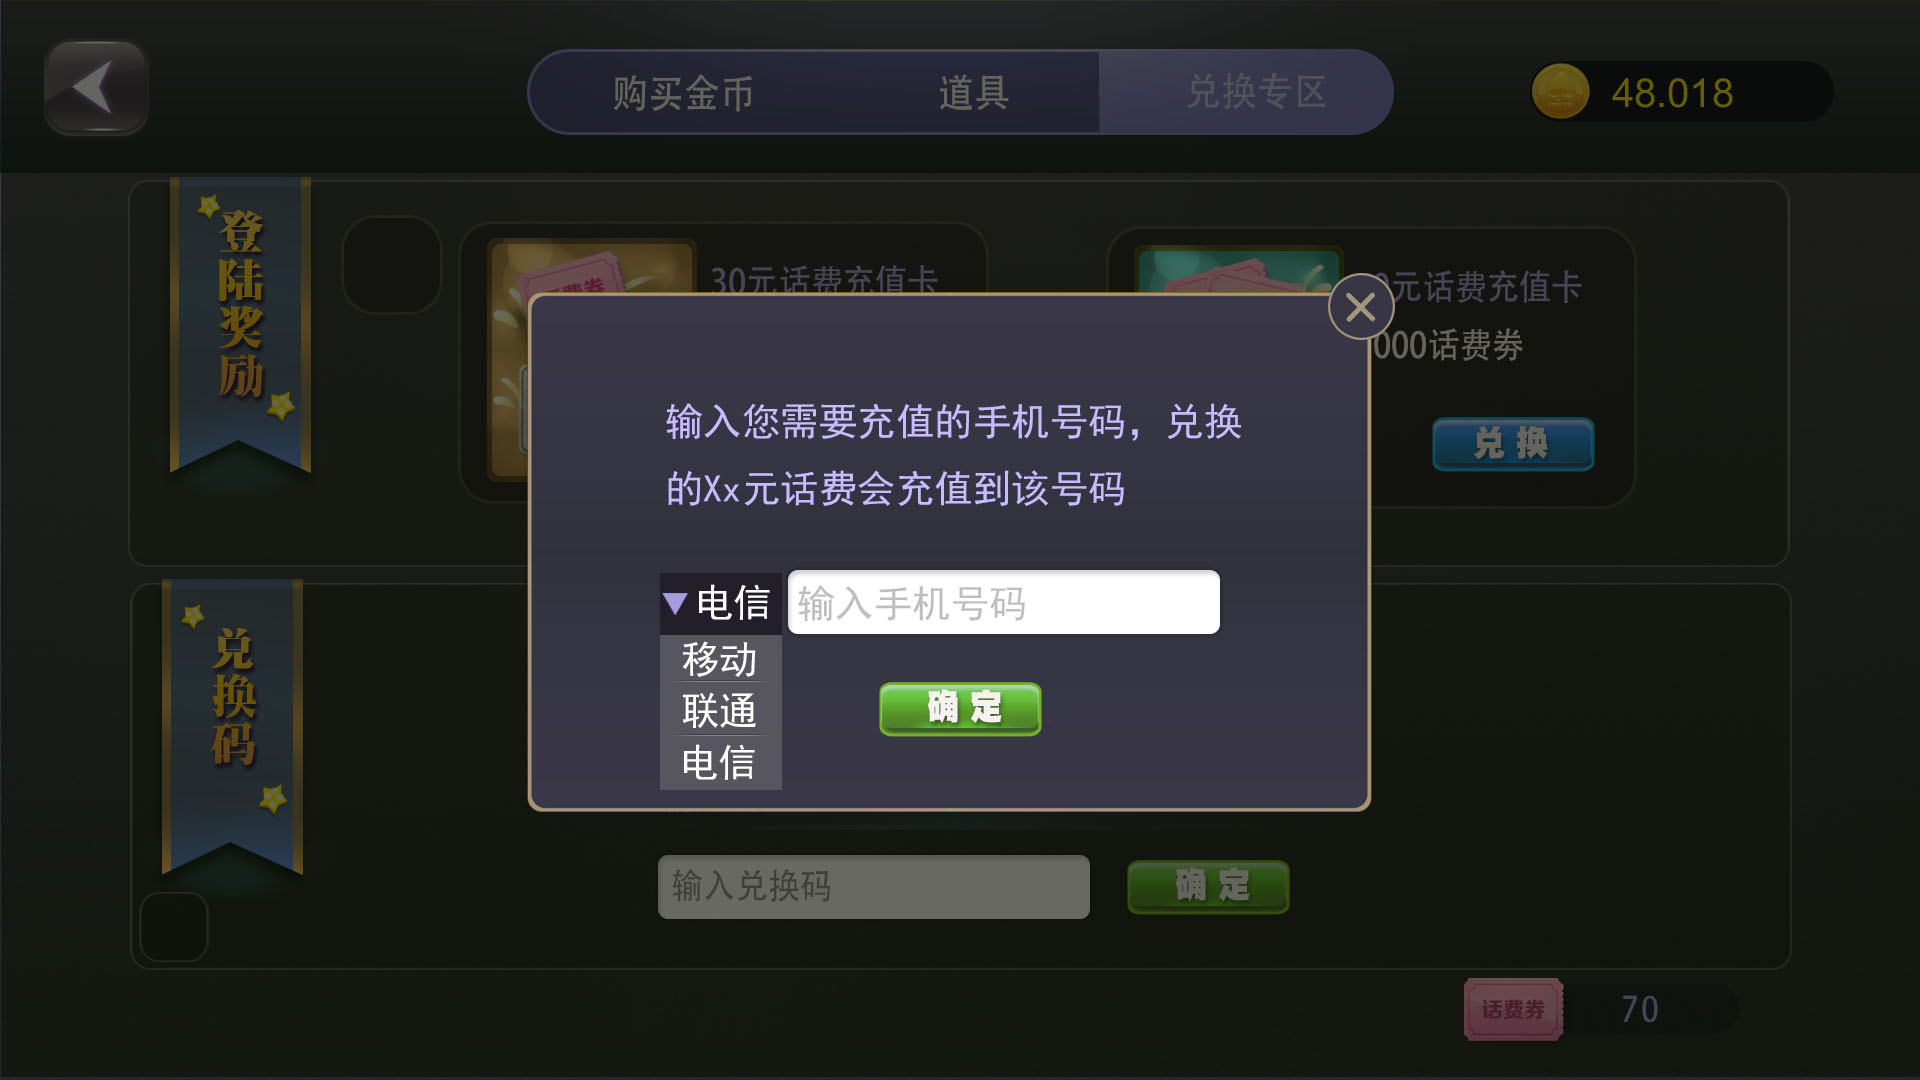 购买金币
道具
兑换专区
48.018
登陆奖励
30元话费充值卡
元话费充值卡
000话费劵
兑换
输入您需要充值的手机号码，兑换
的Xx元话费会充值到该号码
电信
输入手机号码
移动
联通
电信
确定
兑换码
输入兑换码
确定
话费劵
70